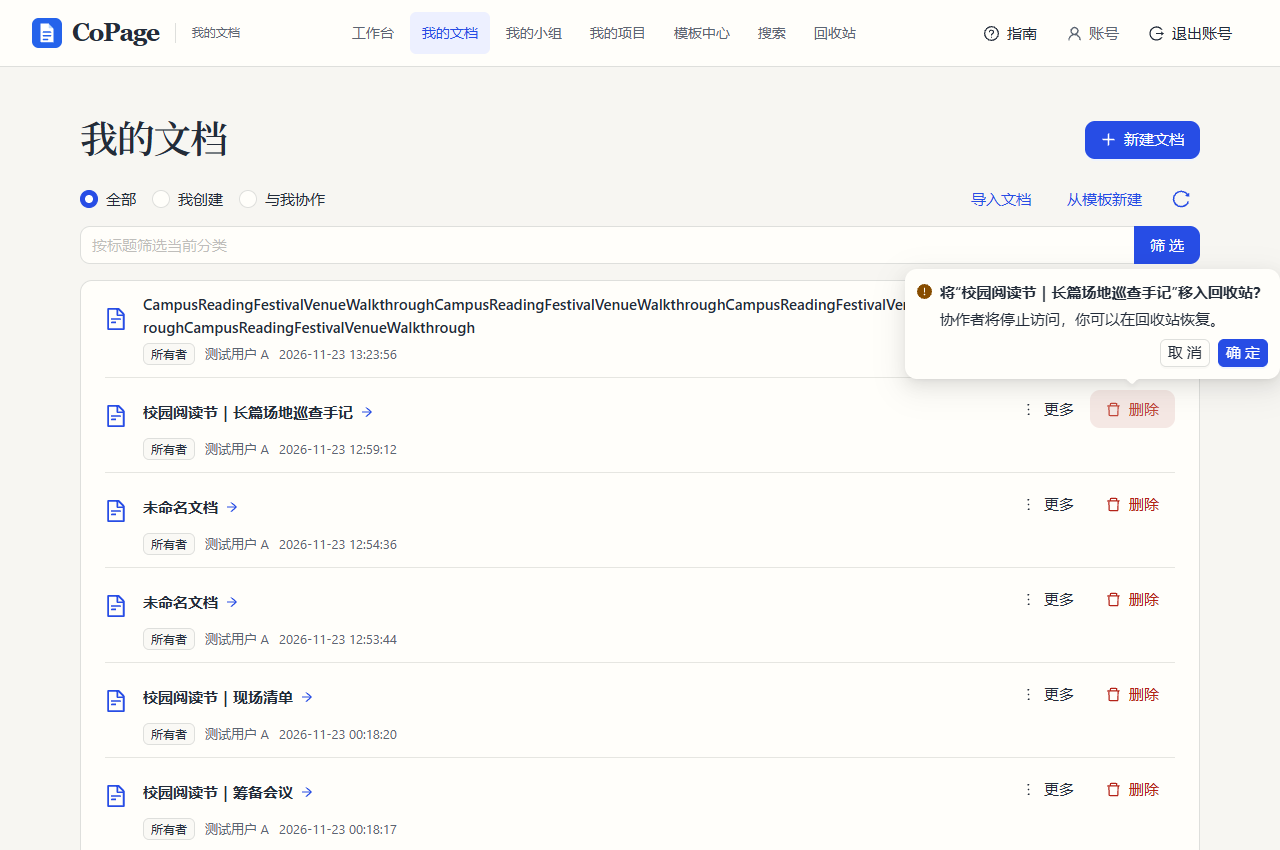 CoPage
我的文档
工作台
我的文档
我的小组
我的项目
模板中心
搜索
回收站
指南
账号
退出账号
我的文档
新建文档
全部
我创建
与我协作
导入文档
从模板新建
按标题筛选当前分类
筛 选
CampusReadingFestivalVenueWalkthroughCampusReadingFestivalVenueWalkthroughCampusReadingFestivalVer
roughCampusReadingFestivalVenueWalkthrough
所有者 测试用户 A 2026-11-23 13:23:56
将“校园阅读节｜长篇场地巡查手记”移入回收站?
协作者将停止访问，你可以在回收站恢复。
取 消
确 定
校园阅读节｜长篇场地巡查手记
更多 删除
所有者 测试用户 A 2026-11-23 12:59:12
未命名文档
更多 删除
所有者 测试用户 A 2026-11-23 12:54:36
未命名文档
更多 删除
所有者 测试用户 A 2026-11-23 12:53:44
校园阅读节｜现场清单
更多 删除
所有者 测试用户 A 2026-11-23 00:18:20
校园阅读节｜筹备会议
更多 删除
所有者 测试用户 A 2026-11-23 00:18:17